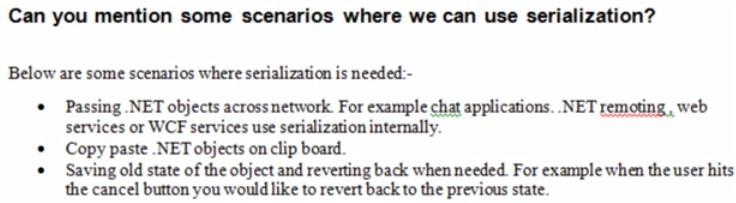 Can you mention some scenarios where we can use serialization?
Below are some scenarios where serialization is needed:-
• Passing .NET objects across network. For example chat applications. .NET remoting , web
services or WCF services use serialization internally.
• Copy paste .NET objects on clip board.
• Saving old state of the object and reverting back when needed. For example when the user hits
the cancel button you would like to revert back to the previous state.